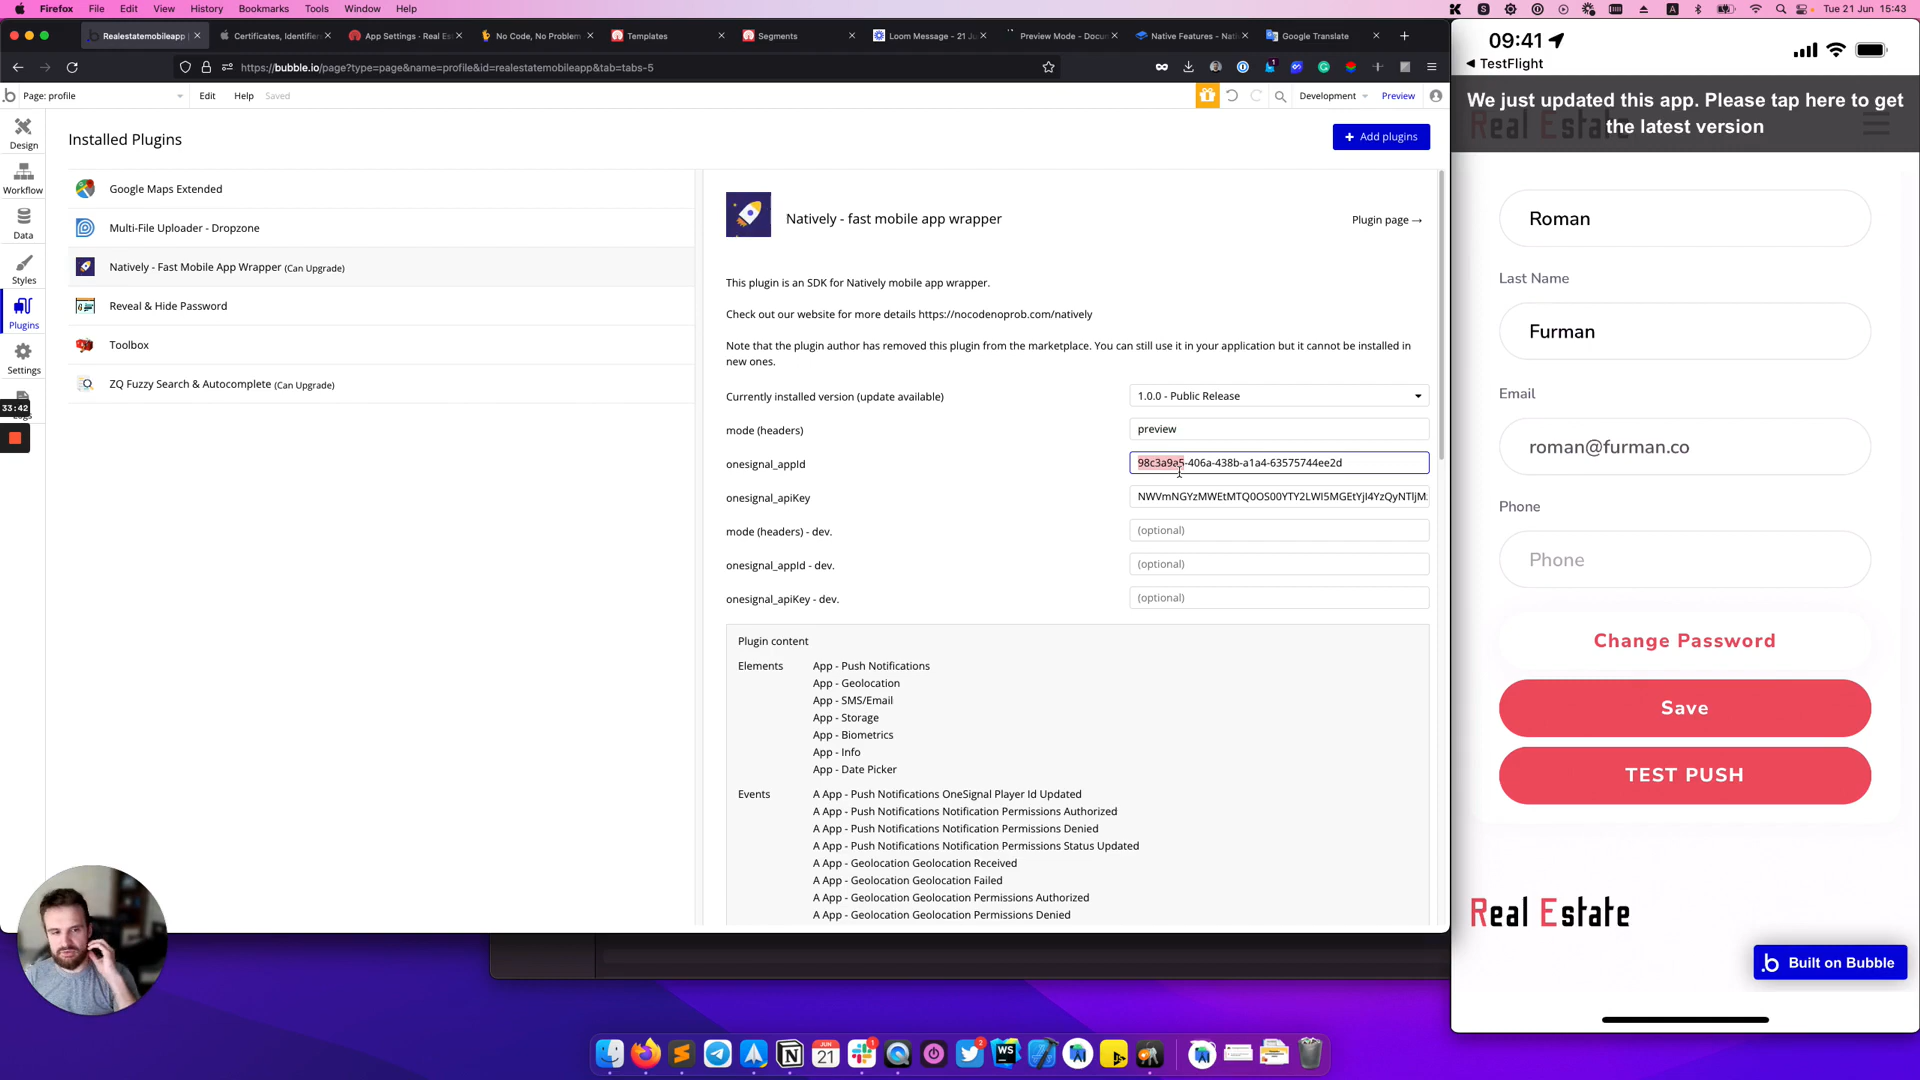 Firefox File Edit View History Bookmarks Tools Window Help
Tue 21 Jun 15:43
Realestatemobileapp |
Certificates, Identifier
App Settings - Real Es
No Code, No Problem
Templates
Segments
Loom Message - 21 Ju
Preview Mode - Docu
Native Features - Nati
Google Translate
https://bubble.io/page?type=page&name=profile&id=realestatemobileapp&tab=tabs-5
Page: profile
Edit
Help
Saved
Development
Preview
Design
Workflow
Data
Styles
Plugins
Settings
Logs
33:42
Installed Plugins
+ Add plugins
Google Maps Extended
Multi-File Uploader - Dropzone
Natively - Fast Mobile App Wrapper (Can Upgrade)
Reveal & Hide Password
Toolbox
ZQ Fuzzy Search & Autocomplete (Can Upgrade)
Natively - fast mobile app wrapper
Plugin page →
This plugin is an SDK for Natively mobile app wrapper.
Check out our website for more details https://nocodenoprob.com/natively
Note that the plugin author has removed this plugin from the marketplace. You can still use it in your application but it cannot be installed in
new ones.
Currently installed version (update available)
1.0.0 - Public Release
mode (headers)
preview
onesignal_appId
98c3a9a5-406a-438b-a1a4-63575744ee2d
onesignal_apiKey
NWVmNGYzMWEtMTQ0OS00YTY2LWI5MGEtYjI4YzQyNTljM
mode (headers) - dev.
(optional)
onesignal_appId - dev.
(optional)
onesignal_apiKey - dev.
(optional)
Plugin content
Elements
App - Push Notifications
App - Geolocation
App - SMS/Email
App - Storage
App - Biometrics
App - Info
App - Date Picker
Events
A App - Push Notifications OneSignal Player Id Updated
A App - Push Notifications Notification Permissions Authorized
A App - Push Notifications Notification Permissions Denied
A App - Push Notifications Notification Permissions Status Updated
A App - Geolocation Geolocation Received
A App - Geolocation Geolocation Failed
A App - Geolocation Geolocation Permissions Authorized
A App - Geolocation Geolocation Permissions Denied
09:41
TestFlight
We just updated this app. Please tap here to get
the latest version
Real Estate
Roman
Last Name
Furman
Email
roman@furman.co
Phone
Phone
Change Password
Save
TEST PUSH
Real Estate
Built on Bubble
JUN
21
1
2
WS